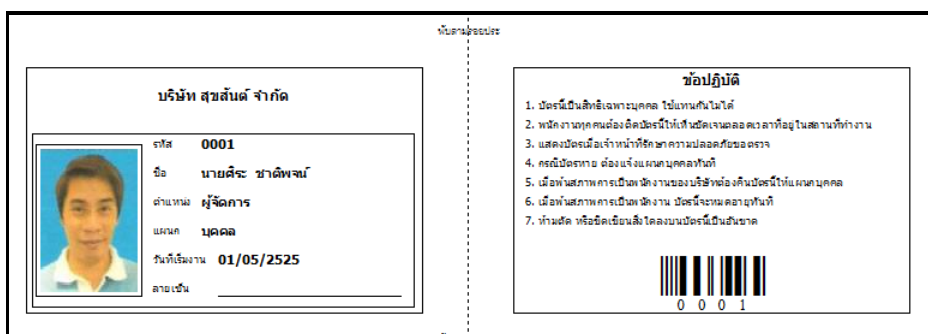 พับตามรอยประ
บริษัท สุขสันต์ จำกัด
รหัส 0001
ชื่อ นายศิระ ชาติพจน์
ตำแหน่ง ผู้จัดการ
แผนก บุคคล
วันที่เริ่มงาน 01/05/2525
ลายเซ็น
ข้อปฏิบัติ
1. บัตรนี้เป็นสิทธิเฉพาะบุคคล ใช้แทนกันไม่ได้
2. พนักงานทุกคนต้องติดบัตรนี้ให้เห็นชัดเจนตลอดเวลาที่อยู่ในสถานที่ทำงาน
3. แสดงบัตรเมื่อเจ้าหน้าที่รักษาความปลอดภัยขอตรวจ
4. กรณีบัตรหาย ต้องแจ้งแผนกบุคคลทันที
5. เมื่อพ้นสภาพการเป็นพนักงานของบริษัทต้องคืนบัตรนี้ให้แผนกบุคคล
6. เมื่อพ้นสภาพการเป็นพนักงาน บัตรนี้จะหมดอายุทันที
7. ห้ามตัด หรือขีดเขียนสิ่งใดลงบนบัตรนี้เป็นอันขาด
0 0 0 1